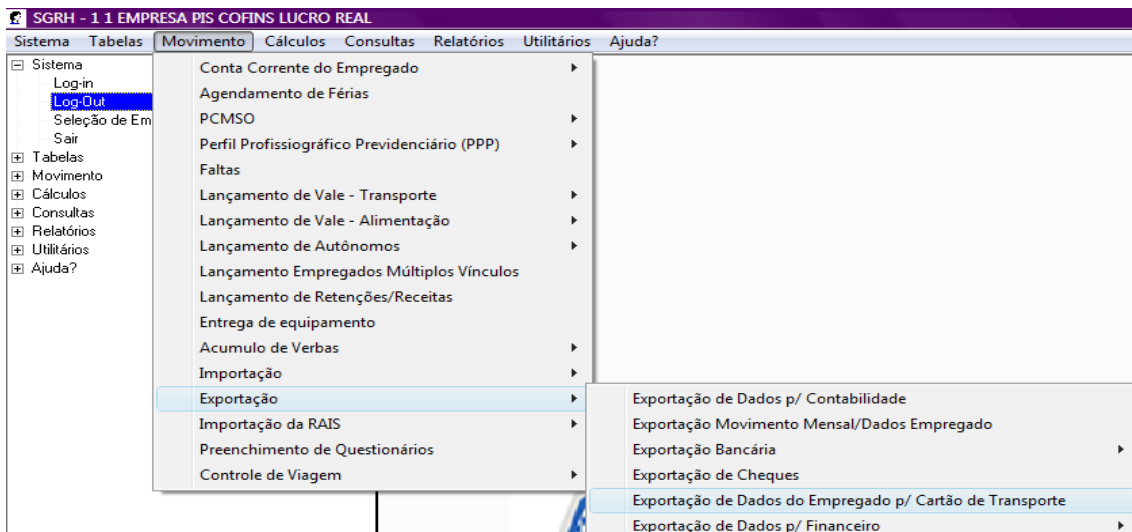 SGRH - 1 1 EMPRESA PIS COFINS LUCRO REAL
Sistema Tabelas Movimento Cálculos Consultas Relatórios Utilitários Ajuda?
Sistema
Log-in
Log-Out
Seleção de Em
Sair
Tabelas
Movimento
Cálculos
Consultas
Relatórios
Utilitários
Ajuda?
Conta Corrente do Empregado
Agendamento de Férias
PCMSO
Perfil Profissiográfico Previdenciário (PPP)
Faltas
Lançamento de Vale - Transporte
Lançamento de Vale - Alimentação
Lançamento de Autônomos
Lançamento Empregados Múltiplos Vínculos
Lançamento de Retenções/Receitas
Entrega de equipamento
Acumulo de Verbas
Importação
Exportação
Importação da RAIS
Preenchimento de Questionários
Controle de Viagem
Exportação de Dados p/ Contabilidade
Exportação Movimento Mensal/Dados Empregado
Exportação Bancária
Exportação de Cheques
Exportação de Dados do Empregado p/ Cartão de Transporte
Exportação de Dados p/ Financeiro